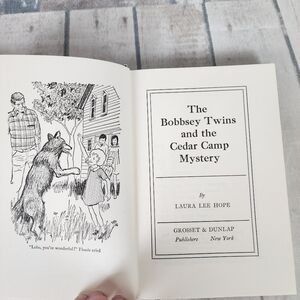 "Lobo, you're wonderful!" Flossie cried
The
Bobbsey Twins
and the
Cedar Camp
Mystery
By
LAURA LEE HOPE
GROSSET & DUNLAP
Publishers New York